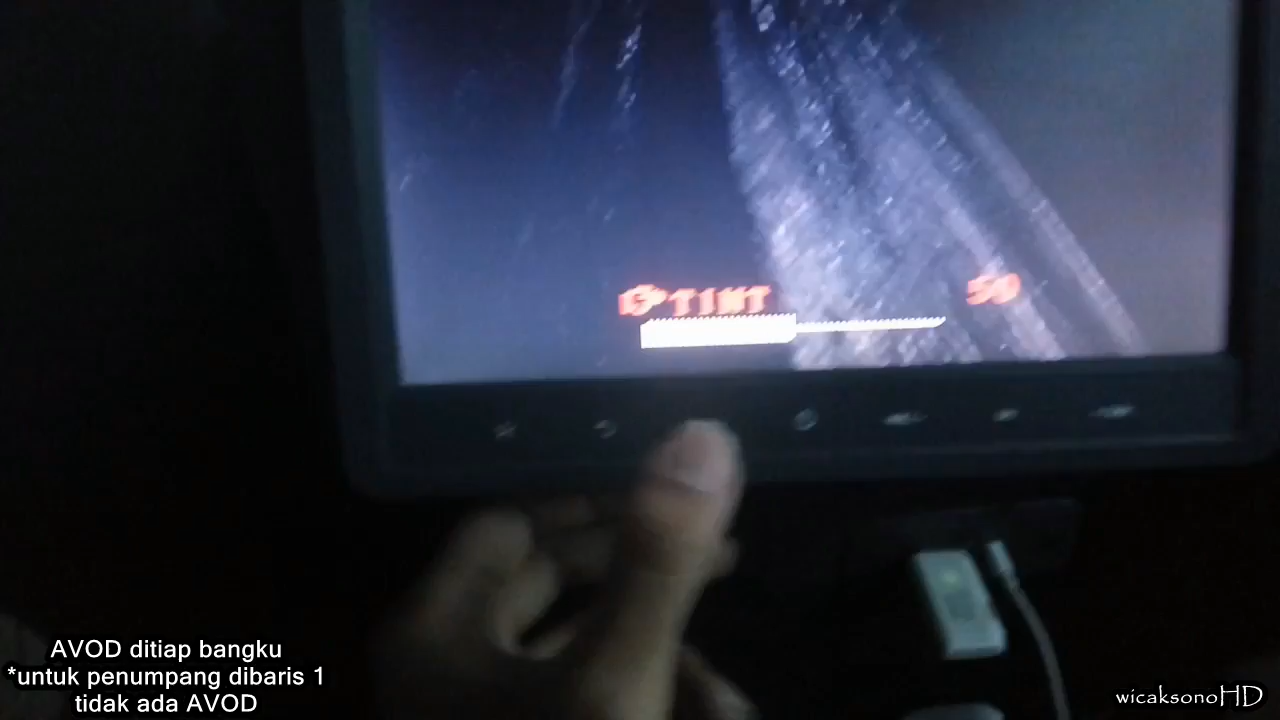 TINT 50
AVOD ditiap bangku
*untuk penumpang dibaris 1
tidak ada AVOD
wicaksonoHD